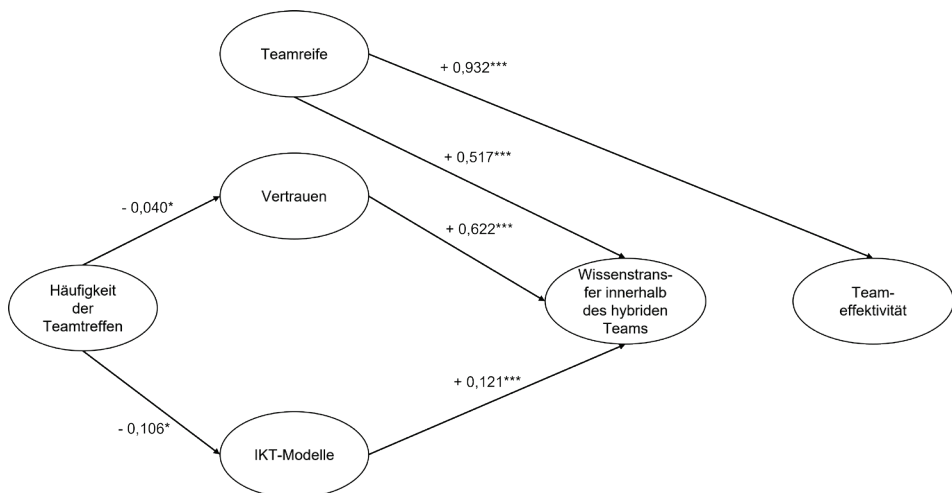 Teamreife
+ 0,932***
+ 0,517***
Vertrauen
- 0,040*
+ 0,622***
Häufigkeit
der
Teamtreffen
Wissenstrans-
fer innerhalb
des hybriden
Teams
Team-
effektivität
+ 0,121***
- 0,106*
IKT-Modelle